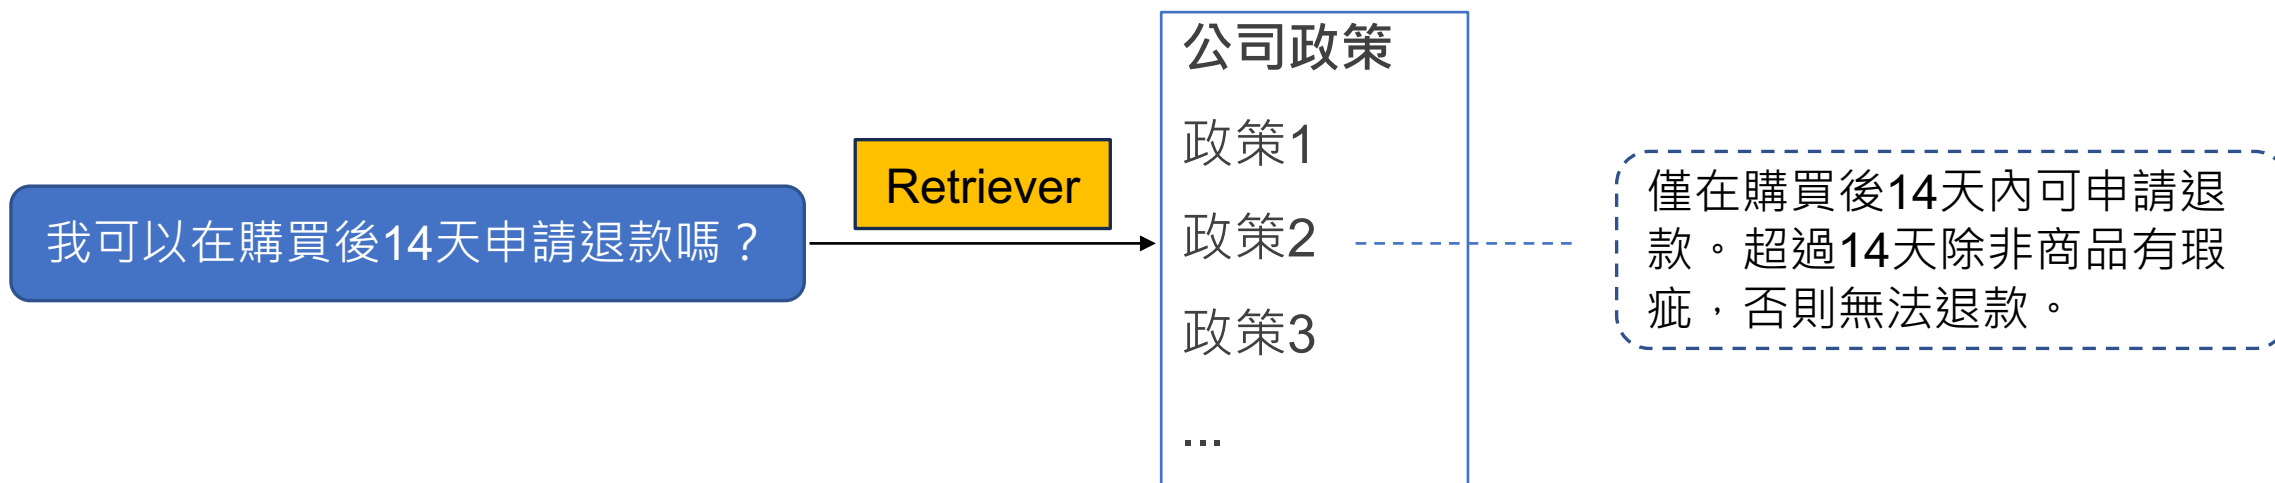 我可以在購買後14天申請退款嗎？
Retriever
公司政策
政策1
政策2
政策3
...
僅在購買後14天內可申請退
款。超過14天除非商品有瑕
疵，否則無法退款。